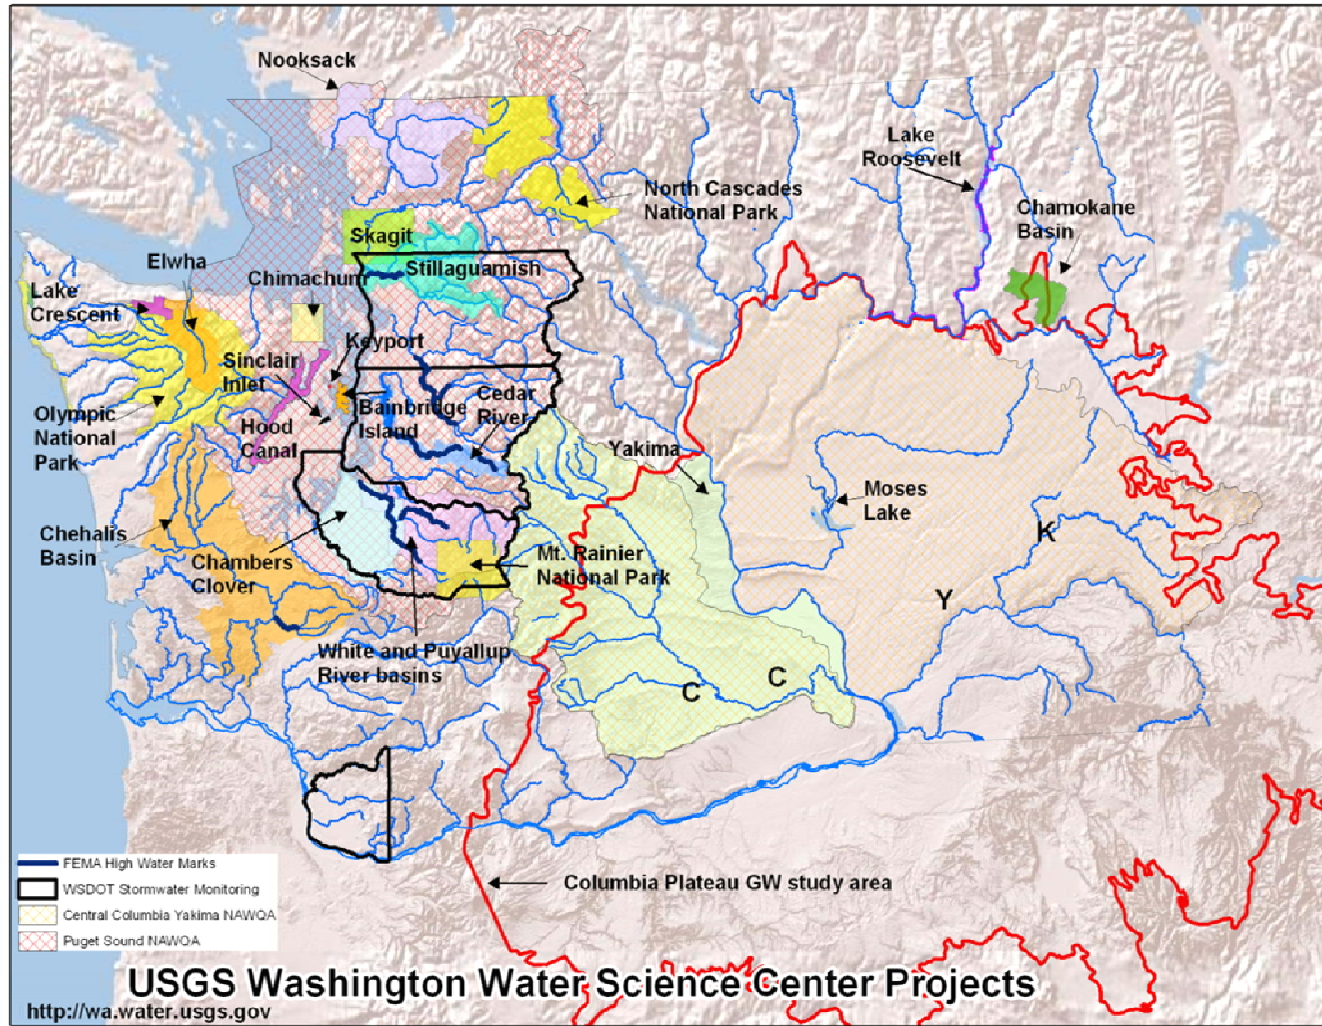 Nooksack
Lake
Roosevelt
North Cascades
National Park
Chamokane
Basin
Skagit
Elwha
Stillaguamish
Chimachum
Lake
Crescent
Keyport
Sinclair
Inlet
Cedar
River
Bainbridge
Island
Olympic
National
Park
Hood
Canal
Yakima
Moses
Lake
Chehalis
Basin
K
Chambers
Clover
Mt. Rainier
National Park
Y
White and Puyallup
River basins
C
C
FEMA High Water Marks
WSDOT Stormwater Monitoring
Central Columbia Yakima NAWQA
Puget Sound NAWQA
Columbia Plateau GW study area
USGS Washington Water Science Center Projects
http://wa.water.usgs.gov